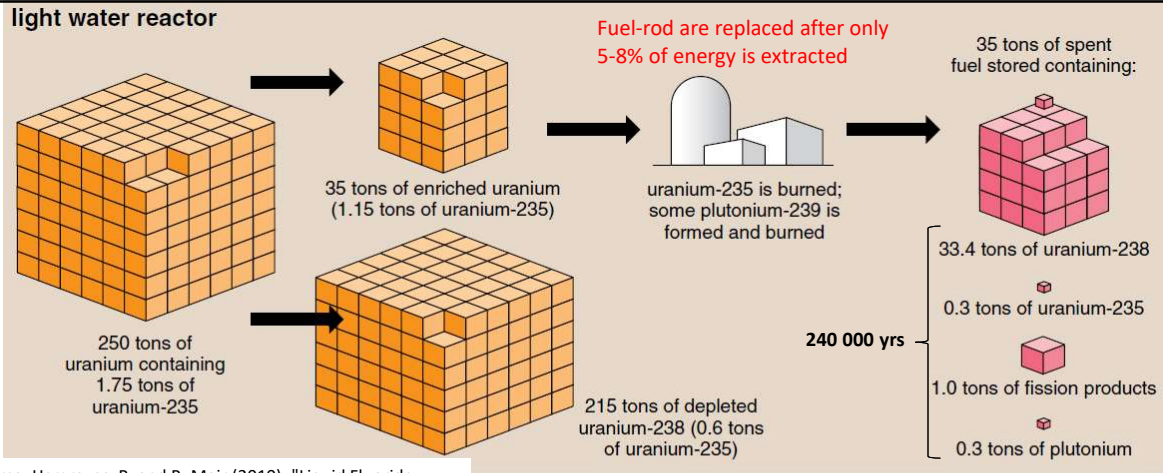 light water reactor
Fuel-rod are replaced after only
5-8% of energy is extracted
35 tons of spent
fuel stored containing:
35 tons of enriched uranium
(1.15 tons of uranium-235)
uranium-235 is burned;
some plutonium-239 is
formed and burned
250 tons of
uranium containing
1.75 tons of
uranium-235
215 tons of depleted
uranium-238 (0.6 tons
of uranium-235)
240 000 yrs
33.4 tons of uranium-238
0.3 tons of uranium-235
1.0 tons of fission products
0.3 tons of plutonium